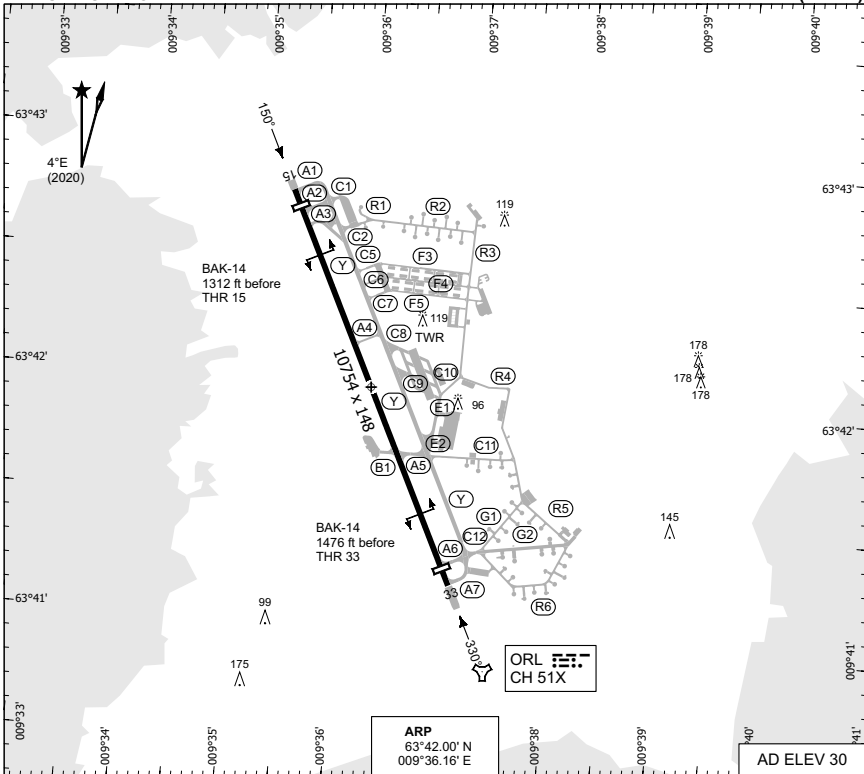 009°33'
009°34'
009°35'
009°36'
009°37'
009°38'
009°39'
009°40'
63°43'
4°E
(2020)
150°
15
A1
A2
C1
A3
R1
R2
119
63°43'
C2
C5
F3
R3
BAK-14
1312 ft before
THR 15
Y
C6
F4
C7
F5
119
TWR
A4
C8
63°42'
10754 x 148
C10
R4
178
178
178
C9
Y
E1
96
63°42'
E2
C11
B1
A5
Y
G1
R5
BAK-14
1476 ft before
THR 33
C12
G2
145
A6
63°41'
33
A7
R6
99
330°
ORL
CH 51X
175
009°41'
009°33'
009°34'
009°35'
009°36'
ARP
63°42.00' N
009°36.16' E
009°38'
009°39'
AD ELEV 30